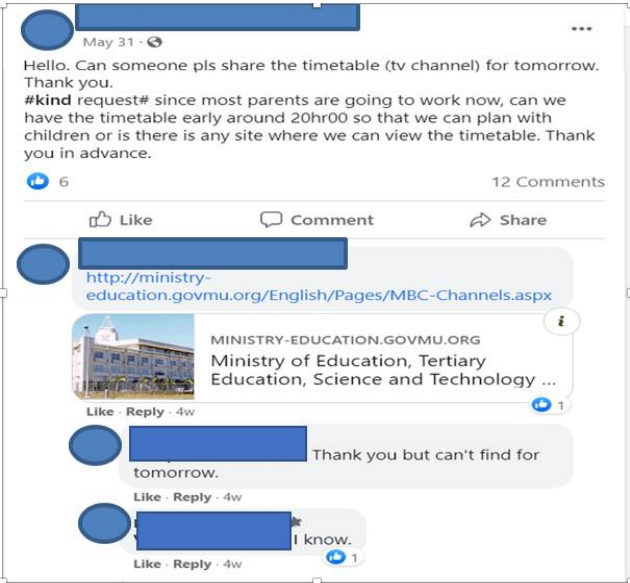 May 31 ·
Hello. Can someone pls share the timetable (tv channel) for tomorrow.
Thank you.
#kind request# since most parents are going to work now, can we
have the timetable early around 20hr00 so that we can plan with
children or is there is any site where we can view the timetable. Thank
you in advance.
6
12 Comments
Like Comment Share
http://ministry-
education.govmu.org/English/Pages/MBC-Channels.aspx
MINISTRY-EDUCATION.GOVMU.ORG
Ministry of Education, Tertiary
Education, Science and Technology ...
1
Like · Reply · 4w
Thank you but can't find for
tomorrow.
Like · Reply · 4w
I know.
1
Like · Reply · 4w